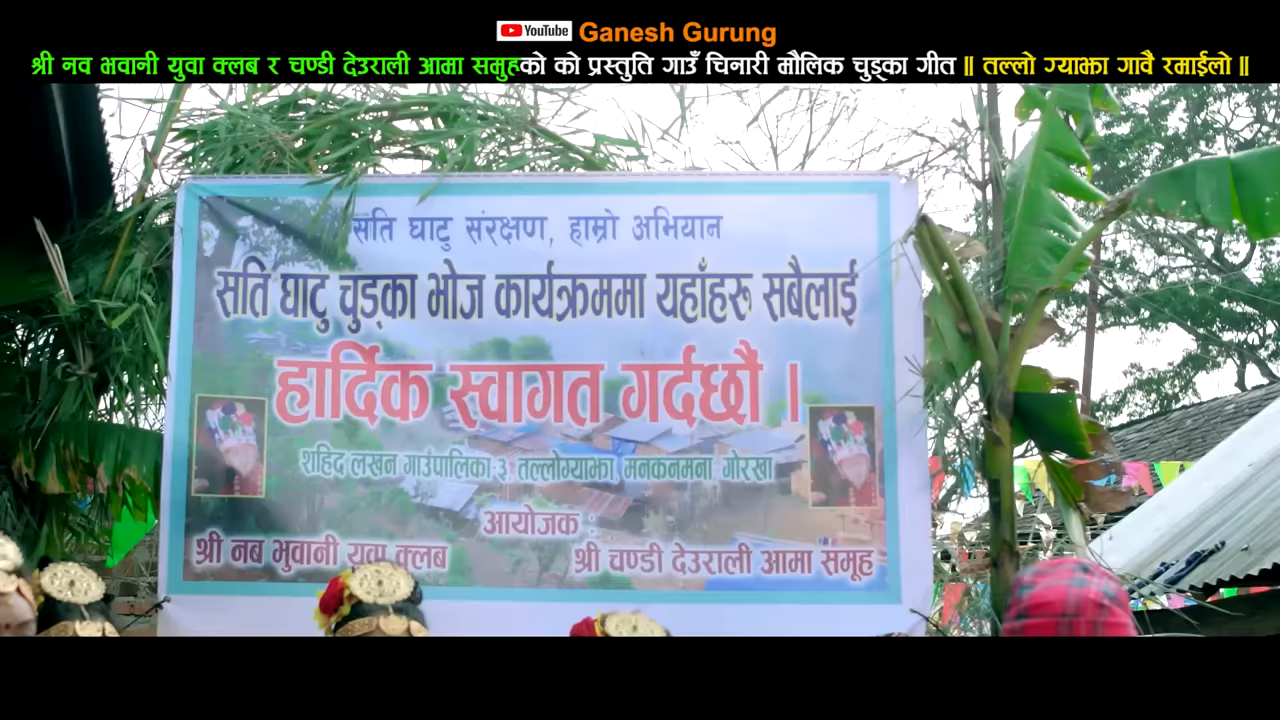 YouTube Ganesh Gurung
श्री नव भवानी युवा क्लब र चण्डी देउराली आमा समुहको को प्रस्तुति गाउँ चिनारी मौलिक चुड्का गीत ॥ तल्लो ग्याझा गावै रमाईलो ॥
सति घाटु संरक्षण, हाम्रो अभियान
सति घाटु चुड्का भोज कार्यक्रममा यहाँहरू सबैलाई
हार्दिक स्वागत गर्दछौं ।
शहिद लखन गाउँपालिका ३, तल्लोग्याझा, मनकनमना गोरखा
आयोजक :
श्री नब भुवानी युवा क्लब
श्री चण्डी देउराली आमा समूह